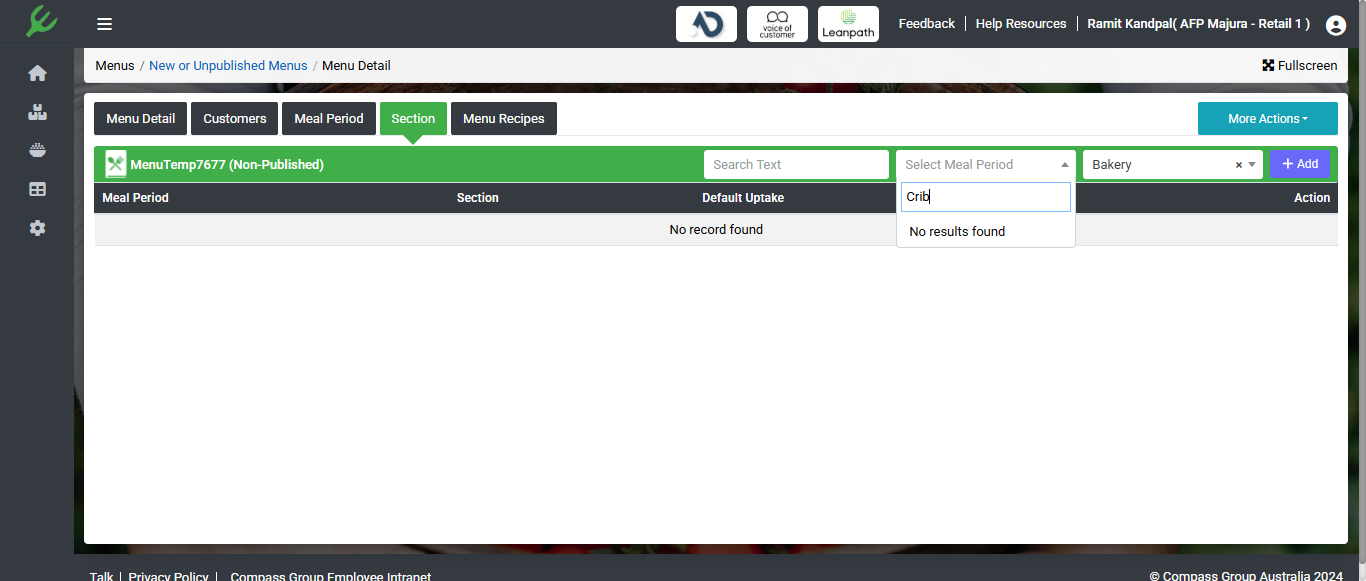 voice of customer
Leanpath
Feedback | Help Resources | Ramit Kandpal( AFP Majura - Retail 1 )
Menus / New or Unpublished Menus / Menu Detail
Fullscreen
Menu Detail
Customers
Meal Period
Section
Menu Recipes
More Actions
MenuTemp7677 (Non-Published)
Search Text
Select Meal Period
Bakery × 
+ Add
Meal Period
Section
Default Uptake
Action
Crib
No record found
No results found
Talk | Privacy Policy | Compass Group Employee Intranet
© Compass Group Australia 2024